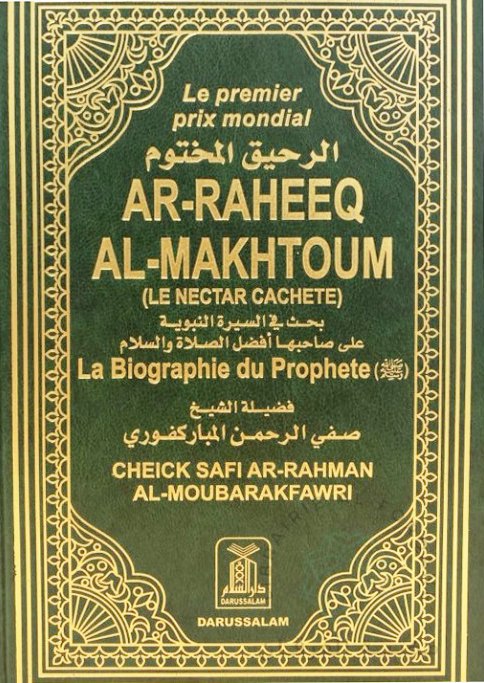 Le premier
prix mondial
الرحيق المختوم
AR-RAHEEQ
AL-MAKHTOUM
(LE NECTAR CACHETE)
بحث في السيرة النبوية
على صاحبها أفضل الصلاة والسلام
La Biographie du Prophete (ﷺ)
فضيلة الشيخ
صفي الرحمن المباركفوري
CHEICK SAFI AR-RAHMAN
AL-MOUBARAKFAWRI
دار السلام
DARUSSALAM
DARUSSALAM